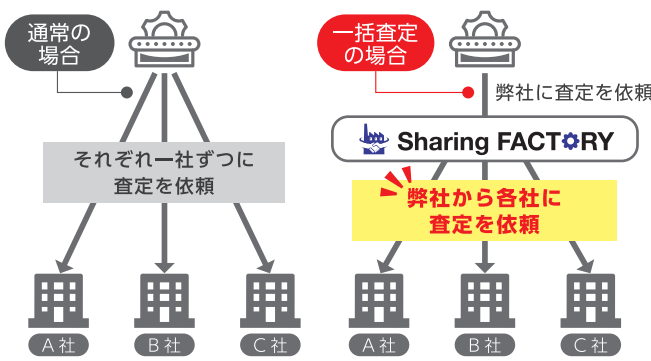 通常の
場合
それぞれ一社ずつに
査定を依頼
A社
B社
C社
一括査定
の場合
弊社に査定を依頼
Sharing FACTORY
弊社から各社に
査定を依頼
A社
B社
C社